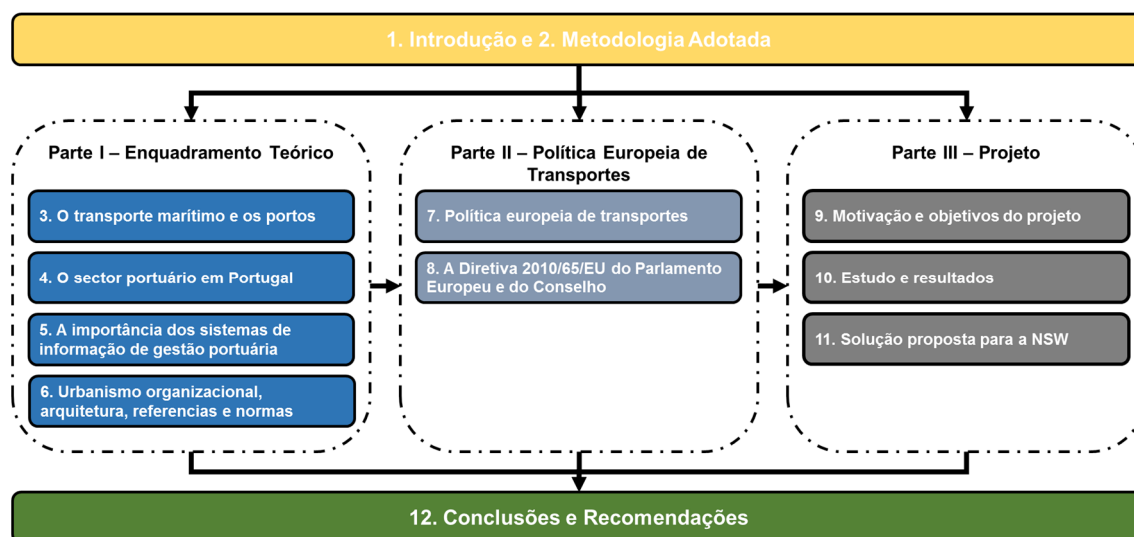 1. Introdução e 2. Metodologia Adotada
Parte I – Enquadramento Teórico
3. O transporte marítimo e os portos
4. O sector portuário em Portugal
5. A importância dos sistemas de
informação de gestão portuária
6. Urbanismo organizacional,
arquitetura, referencias e normas
Parte II – Política Europeia de
Transportes
7. Política europeia de transportes
8. A Diretiva 2010/65/EU do Parlamento
Europeu e do Conselho
Parte III – Projeto
9. Motivação e objetivos do projeto
10. Estudo e resultados
11. Solução proposta para a NSW
12. Conclusões e Recomendações